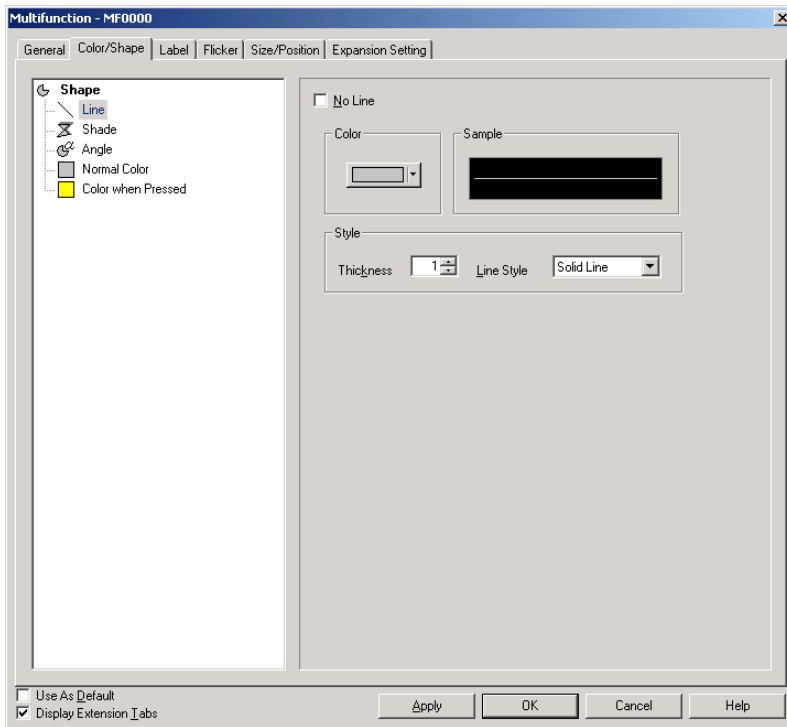 Multifunction - MF0000
General Color/Shape Label Flicker Size/Position Expansion Setting
Shape
Line
Shade
Angle
Normal Color
Color when Pressed
No Line
Color
Sample
Style
Thickness 1 Line Style Solid Line
Use As Default
Display Extension Tabs
Apply OK Cancel Help